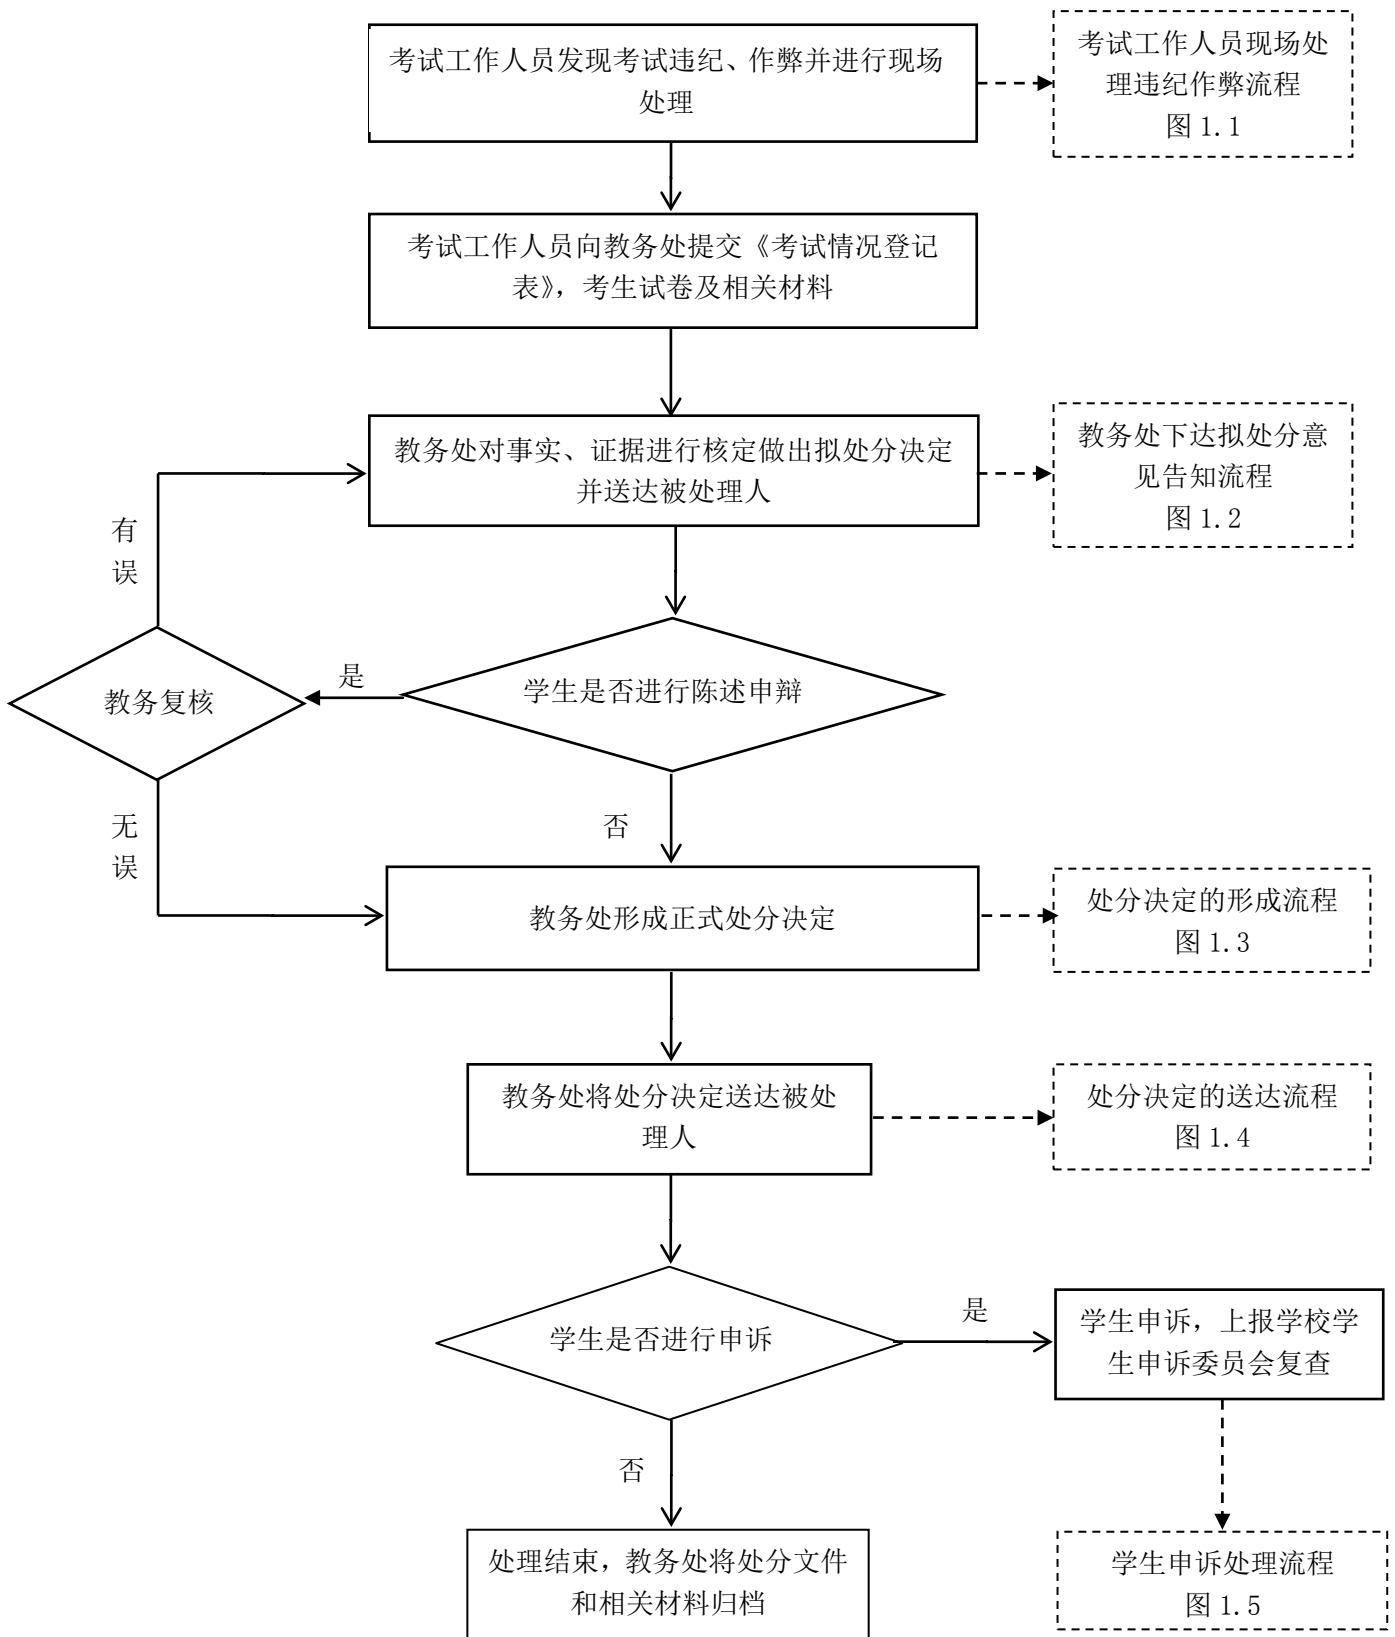 考试工作人员发现考试违纪、作弊并进行现场
处理
考试工作人员现场处
理违纪作弊流程
图 1.1
考试工作人员向教务处提交《考试情况登记
表》，考生试卷及相关材料
教务处对事实、证据进行核定做出拟处分决定
并送达被处理人
教务处下达拟处分意
见告知流程
图 1.2
有
误
学生是否进行陈述申辩
是
教务复核
无
误
否
教务处形成正式处分决定
处分决定的形成流程
图 1.3
教务处将处分决定送达被处
理人
处分决定的送达流程
图 1.4
学生是否进行申诉
是
学生申诉，上报学校学
生申诉委员会复查
否
处理结束，教务处将处分文件
和相关材料归档
学生申诉处理流程
图 1.5